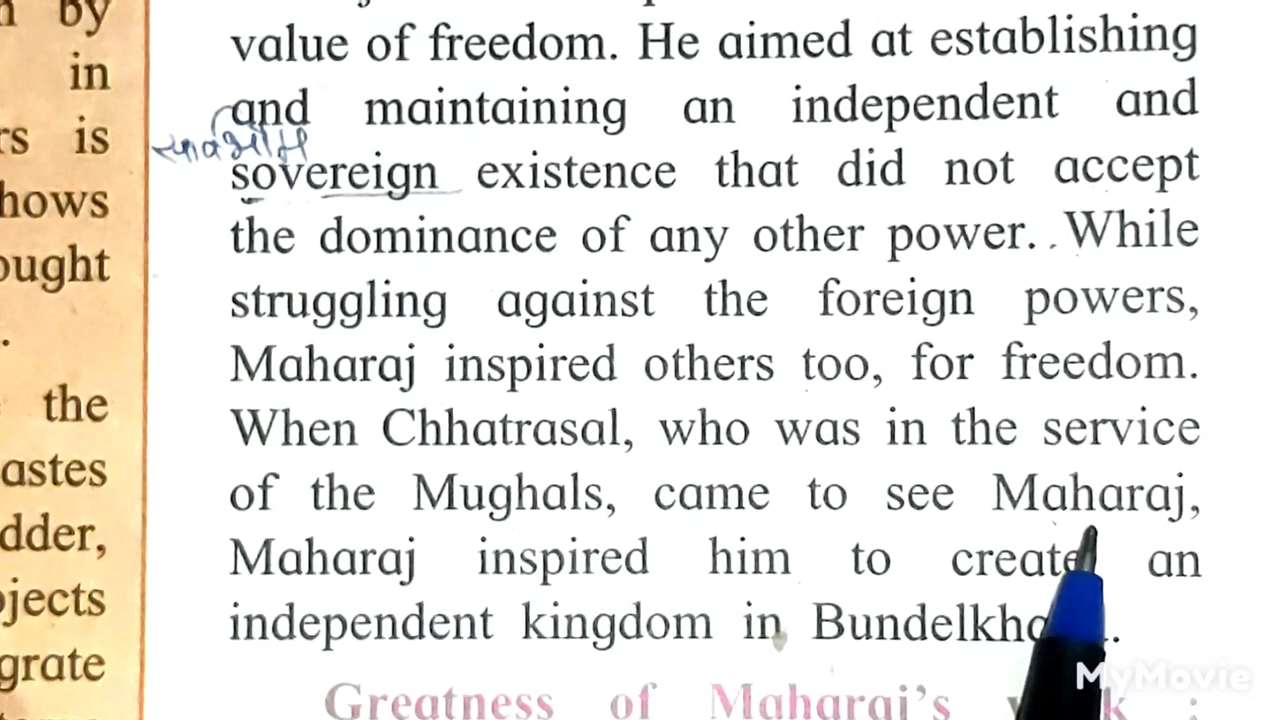 n by
in
rs is
hows
ought
.
the
astes
dder,
ojects
grate
value of freedom. He aimed at establishing
and maintaining an independent and
sovereign existence that did not accept
the dominance of any other power. While
struggling against the foreign powers,
Maharaj inspired others too, for freedom.
When Chhatrasal, who was in the service
of the Mughals, came to see Maharaj,
Maharaj inspired him to create an
independent kingdom in
Greatness of Maharaj's :
MyMovie